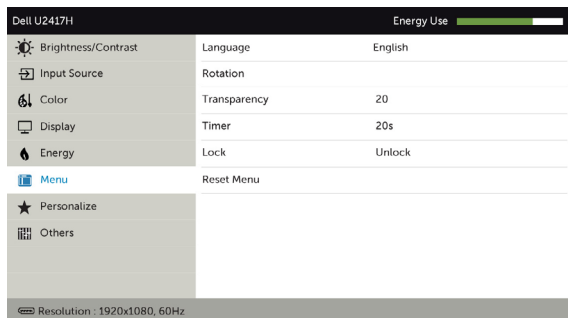 Dell U2417H Energy Use
Brightness/Contrast Language English
Input Source Rotation
Color Transparency 20
Display Timer 20s
Energy Lock Unlock
Menu Reset Menu
Personalize
Others
Resolution : 1920x1080, 60Hz